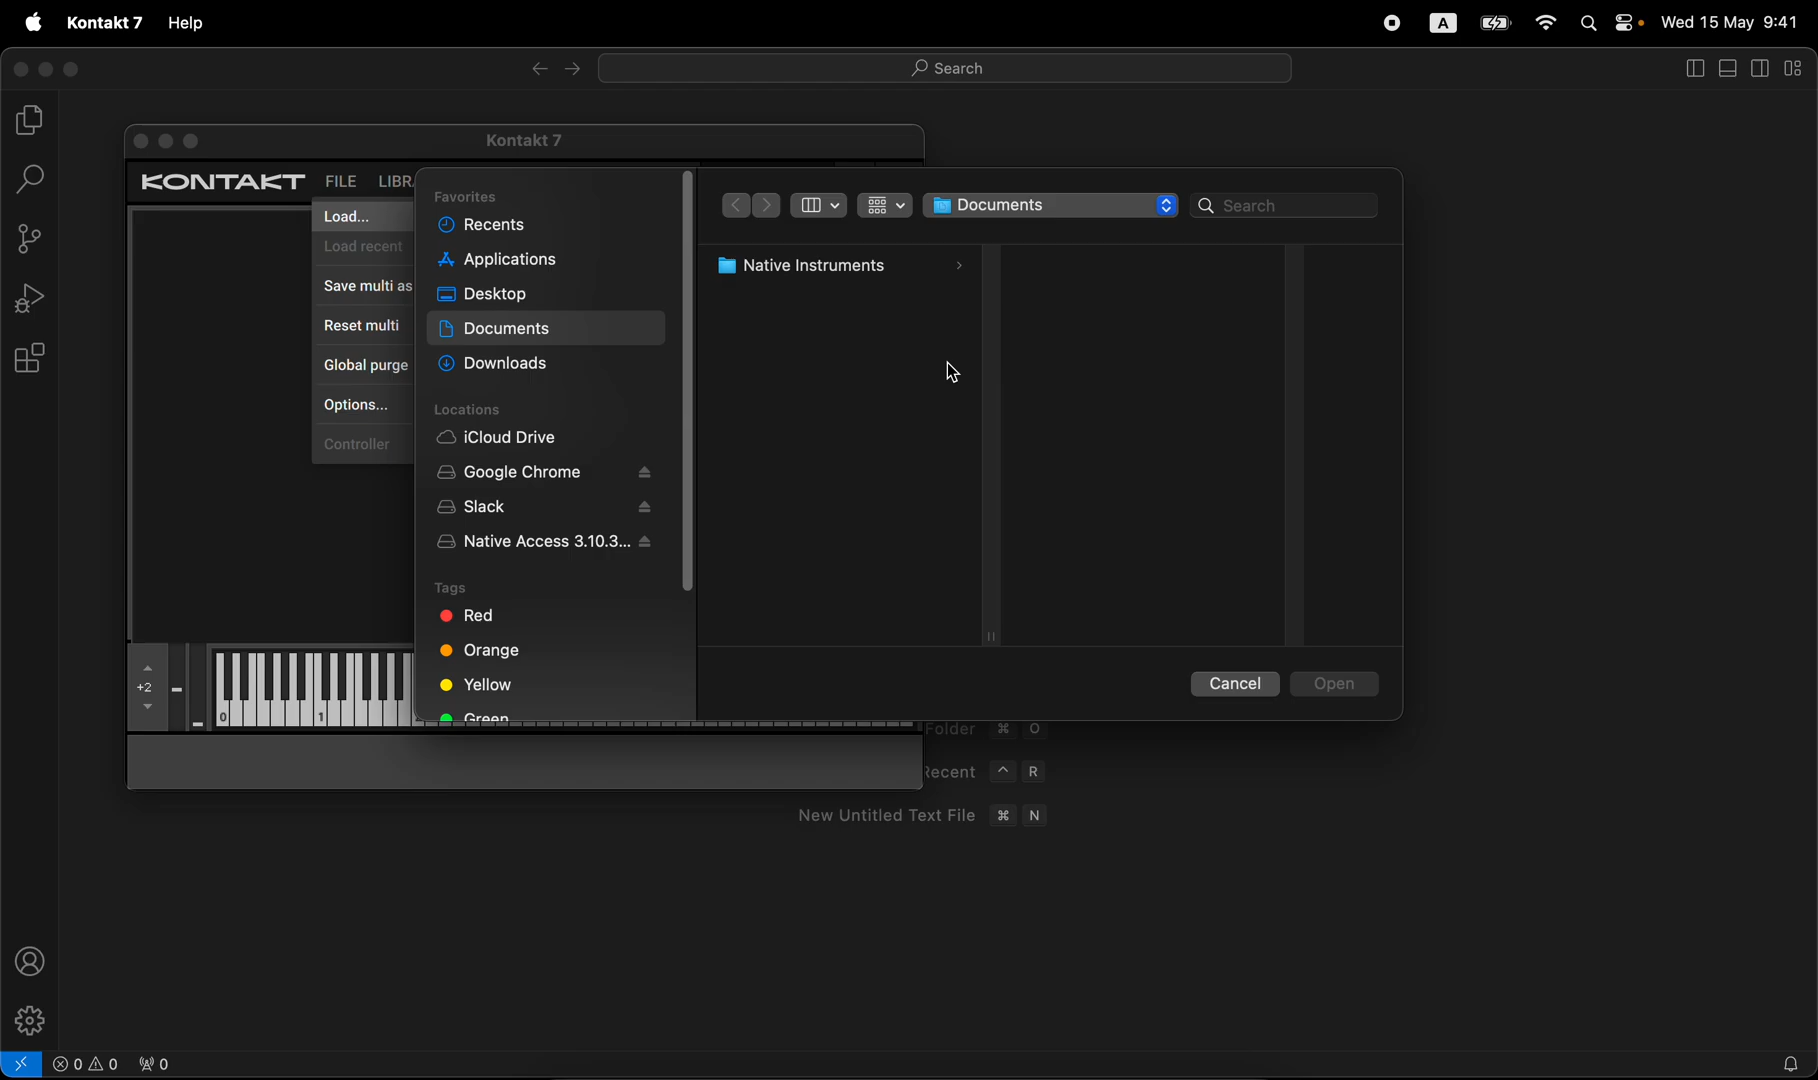 Kontakt 7 Help A Wed 15 May 9:41
Search
Kontakt 7
KONTAKT FILE LIBR
Load...
Load recent
Save multi as
Reset multi
Global purge
Options...
Controller
+2
0 1
Favorites
Recents
Applications
Desktop
Documents
Downloads
Locations
iCloud Drive
Google Chrome
Slack
Native Access 3.10.3...
Tags
Red
Orange
Yellow
Green
Documents Search
Native Instruments
Cancel Open
Folder ⌘ O
Recent ^ R
New Untitled Text File ⌘ N
0 0 0